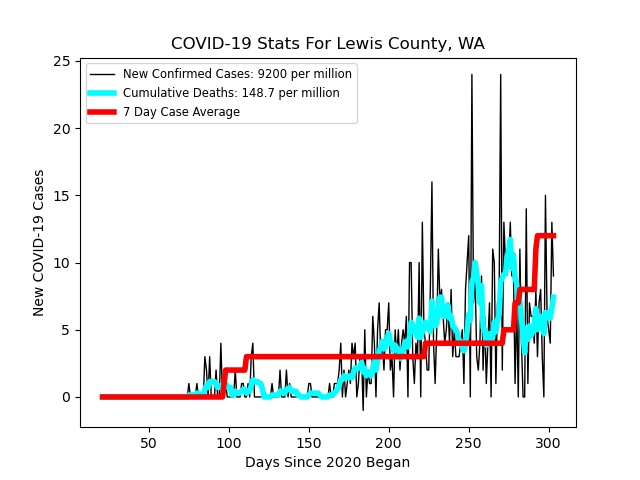 COVID-19 Stats For Lewis County, WA
New Confirmed Cases: 9200 per million
Cumulative Deaths: 148.7 per million
7 Day Case Average
25
20
15
10
5
0
New COVID-19 Cases
50 100 150 200 250 300
Days Since 2020 Began